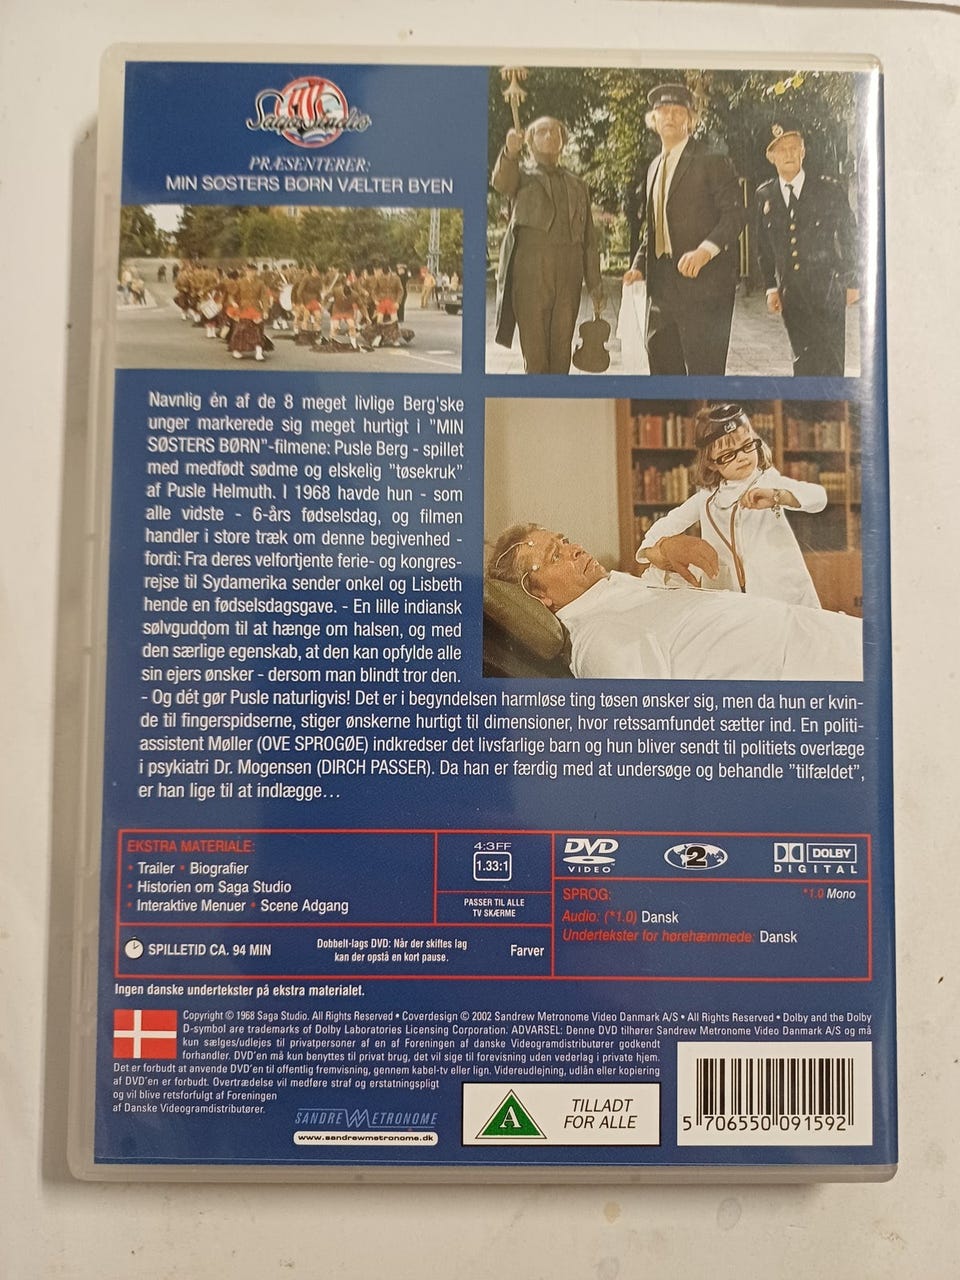 Saga Studio
PRÆSENTERER:
MIN SØSTERS BØRN VÆLTER BYEN
Navnlig én af de 8 meget livlige Berg'ske
unger markerede sig meget hurtigt i "MIN
SØSTERS BØRN"-filmene: Pusle Berg - spillet
med medfødt sødme og elskelig "tøsekruk"
af Pusle Helmuth. I 1968 havde hun - som
alle vidste - 6-års fødselsdag, og filmen
handler i store træk om denne begivenhed -
fordi: Fra deres velfortjente ferie- og kongres-
rejse til Sydamerika sender onkel og Lisbeth
hende en fødselsdagsgave. - En lille indiansk
sølvguddom til at hænge om halsen, og med
den særlige egenskab, at den kan opfylde alle
sin ejers ønsker - dersom man blindt tror den.
- Og dét gør Pusle naturligvis! Det er i begyndelsen harmløse ting tøsen ønsker sig, men da hun er kvin-
de til fingerspidserne, stiger ønskerne hurtigt til dimensioner, hvor retssamfundet sætter ind. En politi-
assistent Møller (OVE SPROGØE) indkredser det livsfarlige barn og hun bliver sendt til politiets overlæge
i psykiatri Dr. Mogensen (DIRCH PASSER). Da han er færdig med at undersøge og behandle "tilfældet",
er han lige til at indlægge...
EKSTRA MATERIALE:
• Trailer • Biografier
• Historien om Saga Studio
• Interaktive Menuer • Scene Adgang
4:3FF
1.33:1
PASSER TIL ALLE
TV SKÆRME
DVD
VIDEO
2
DOLBY
DIGITAL
SPROG:
*1.0 Mono
Audio: (*1.0) Dansk
Undertekster for hørehæmmede: Dansk
SPILLETID CA. 94 MIN
Dobbelt-lags DVD: Når der skiftes lag
kan der opstå en kort pause.
Farver
Ingen danske undertekster på ekstra materialet.
Copyright © 1968 Saga Studio. All Rights Reserved • Coverdesign © 2002 Sandrew Metronome Video Danmark A/S • All Rights Reserved • Dolby and the Dolby
D-symbol are trademarks of Dolby Laboratories Licensing Corporation. ADVARSEL: Denne DVD tilhører Sandrew Metronome Video Danmark A/S og må
kun sælges/udlejes til privatpersoner af en af Foreningen af danske Videogramdistributører godkendt
forhandler. DVD'en må kun benyttes til privat brug, det vil sige til forevisning uden vederlag i private hjem.
Det er forbudt at anvende DVD'en til offentlig fremvisning, gennem kabel-tv eller lign. Videreudlejning, udlån eller kopiering
af DVD'en er forbudt. Overtrædelse vil medføre straf og erstatningspligt
og vil blive retsforfulgt af Foreningen
af Danske Videogramdistributører.
SANDREW METRONOME
www.sandrewmetronome.dk
A
TILLADT
FOR ALLE
5 706550 091592